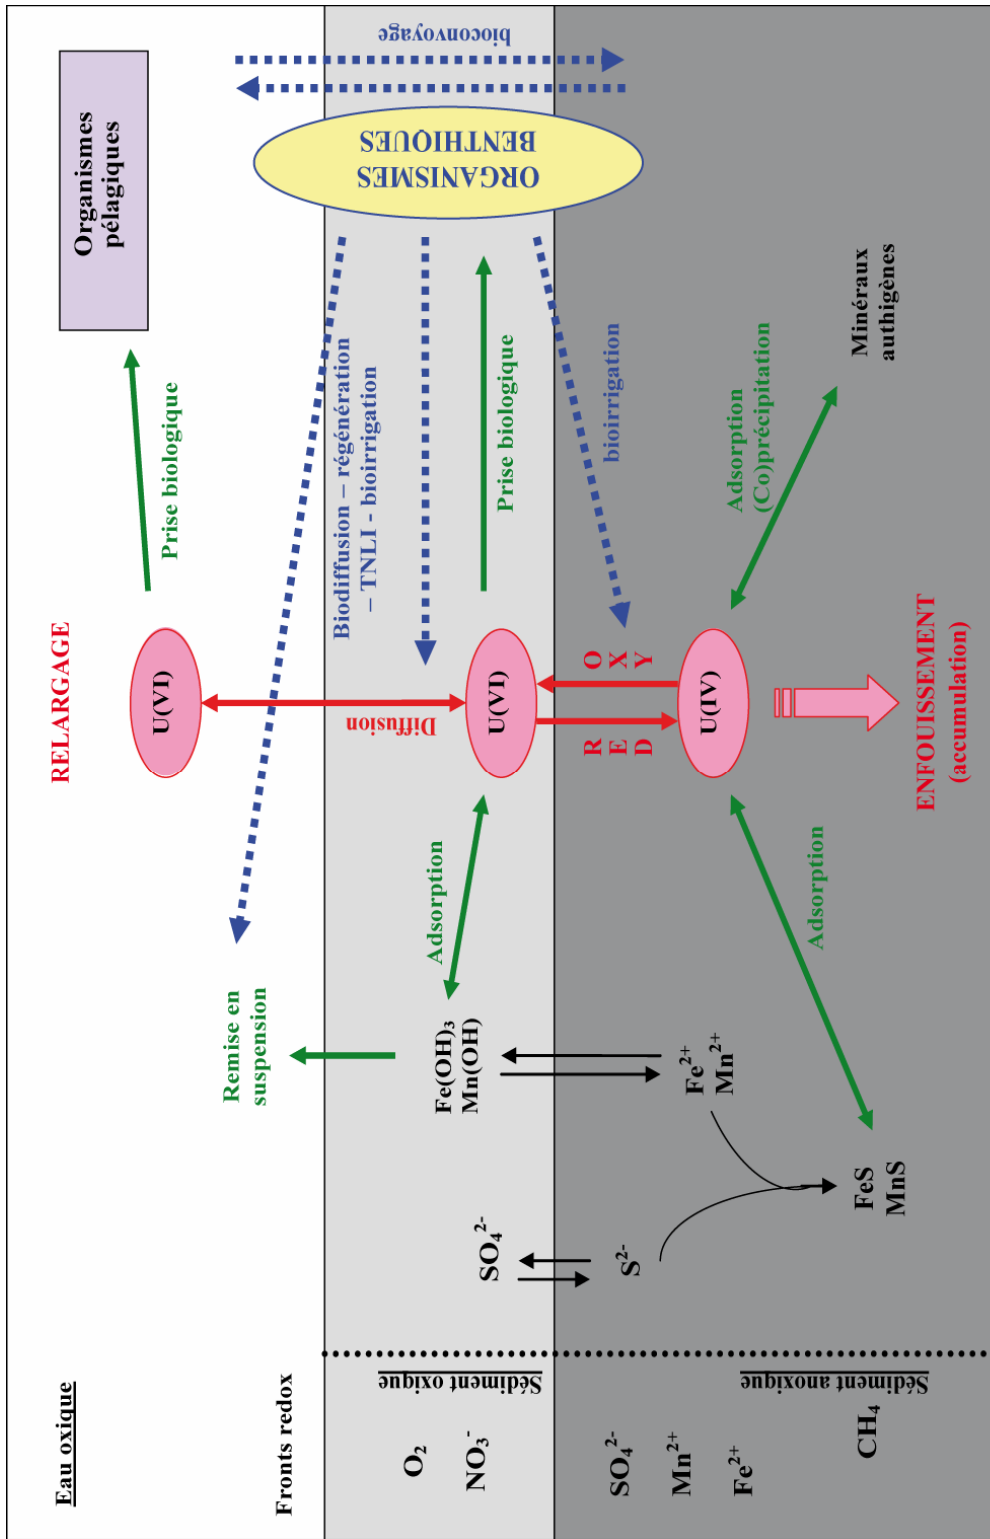 Eau oxique
Fronts redox
RELARGAGE
U(VI)
Prise biologique
Organismes
pélagiques
Remise en
suspension
bioconvoyage
Sédiment oxique
O₂
NO₃⁻
SO₄²⁻
Fe(OH)₃
Mn(OH)
Adsorption
Diffusion
U(VI)
Biodiffusion – régénération
– TNLI - bioirrigation
Prise biologique
ORGANISMES
BENTHIQUES
Sédiment anoxique
SO₄²⁻
Mn²⁺
Fe²⁺
CH₄
S²⁻
Fe²⁺
Mn²⁺
FeS
MnS
Adsorption
R
E
D
O
X
Y
U(IV)
bioirrigation
Adsorption
(Co)précipitation
Minéraux
authigènes
ENFOUISSEMENT
(accumulation)